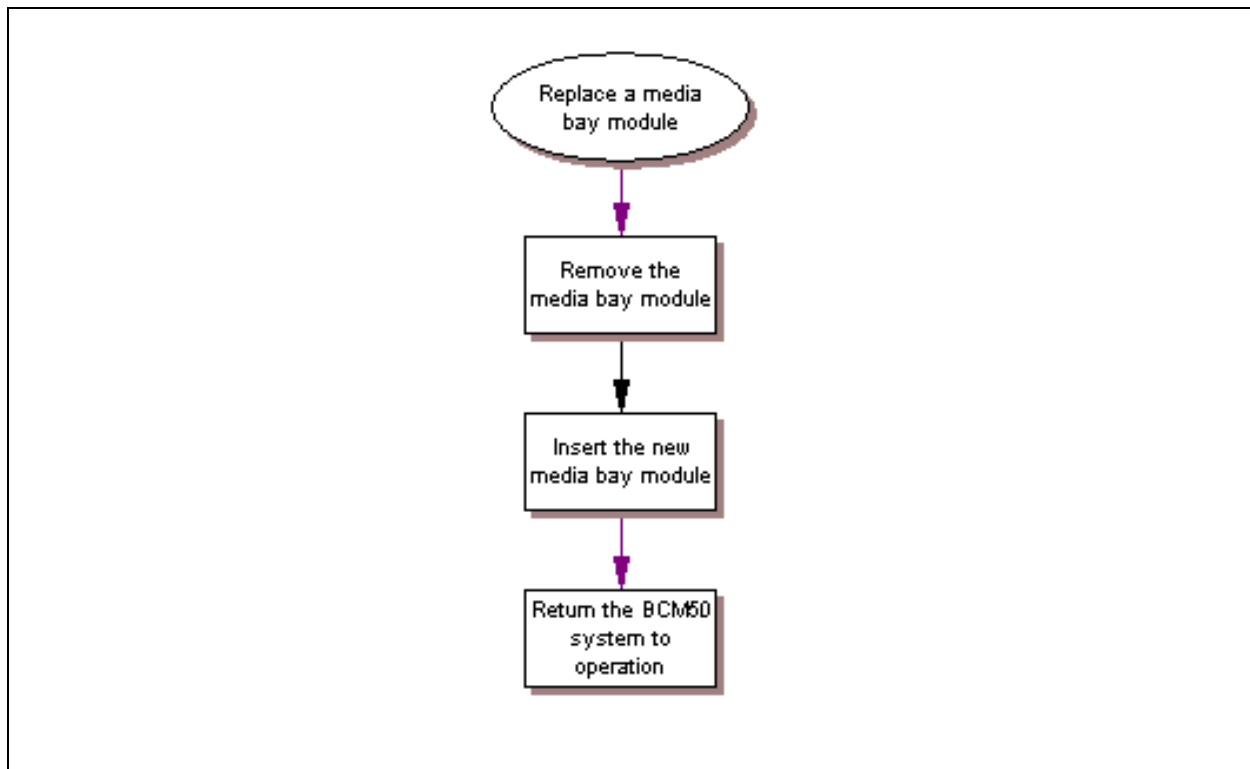 Replace a media
bay module
Remove the
media bay module
Insert the new
media bay module
Return the BCM50
system to
operation